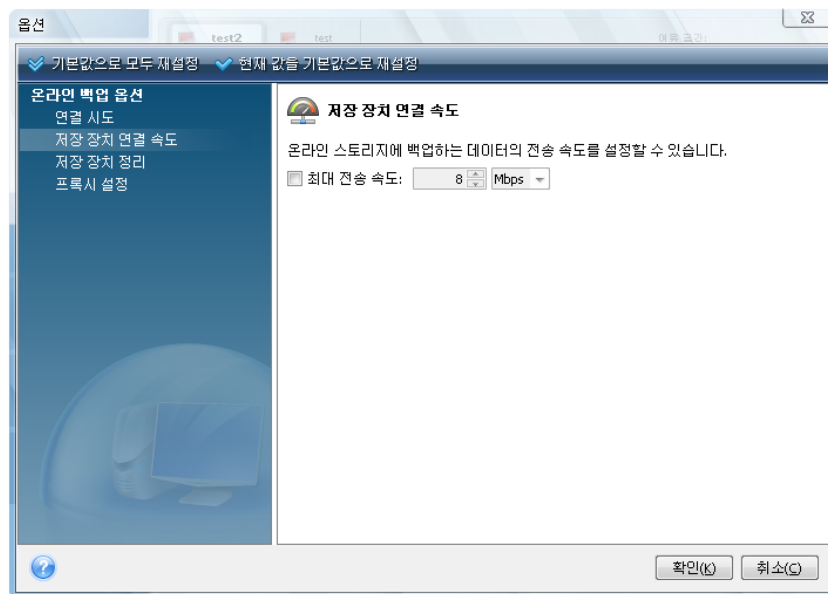 옵션
test2 test 여유 공간:
기본값으로 모두 재설정 현재 값을 기본값으로 재설정
온라인 백업 옵션
연결 시도
저장 장치 연결 속도
저장 장치 정리
프록시 설정
저장 장치 연결 속도
온라인 스토리지에 백업하는 데이터의 전송 속도를 설정할 수 있습니다.
최대 전송 속도: 8 Mbps
확인(K) 취소(C)